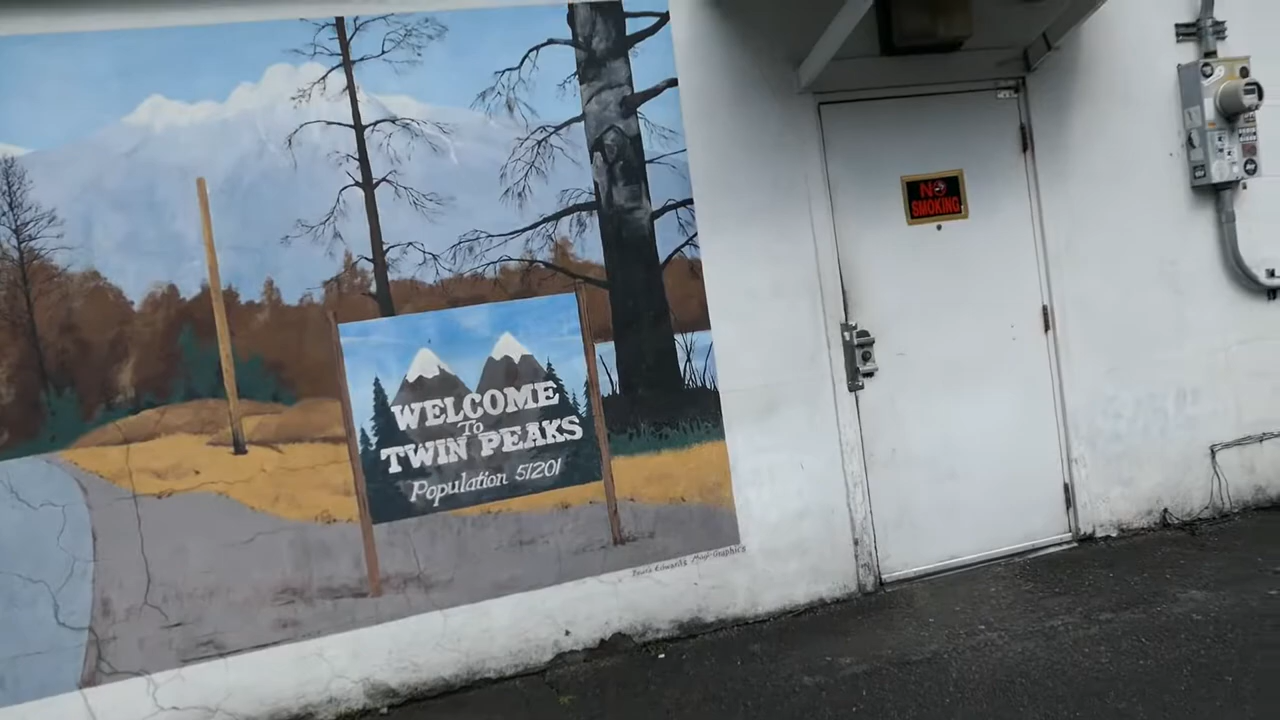 WELCOME
To
TWIN PEAKS
Population 51201
NO
SMOKING